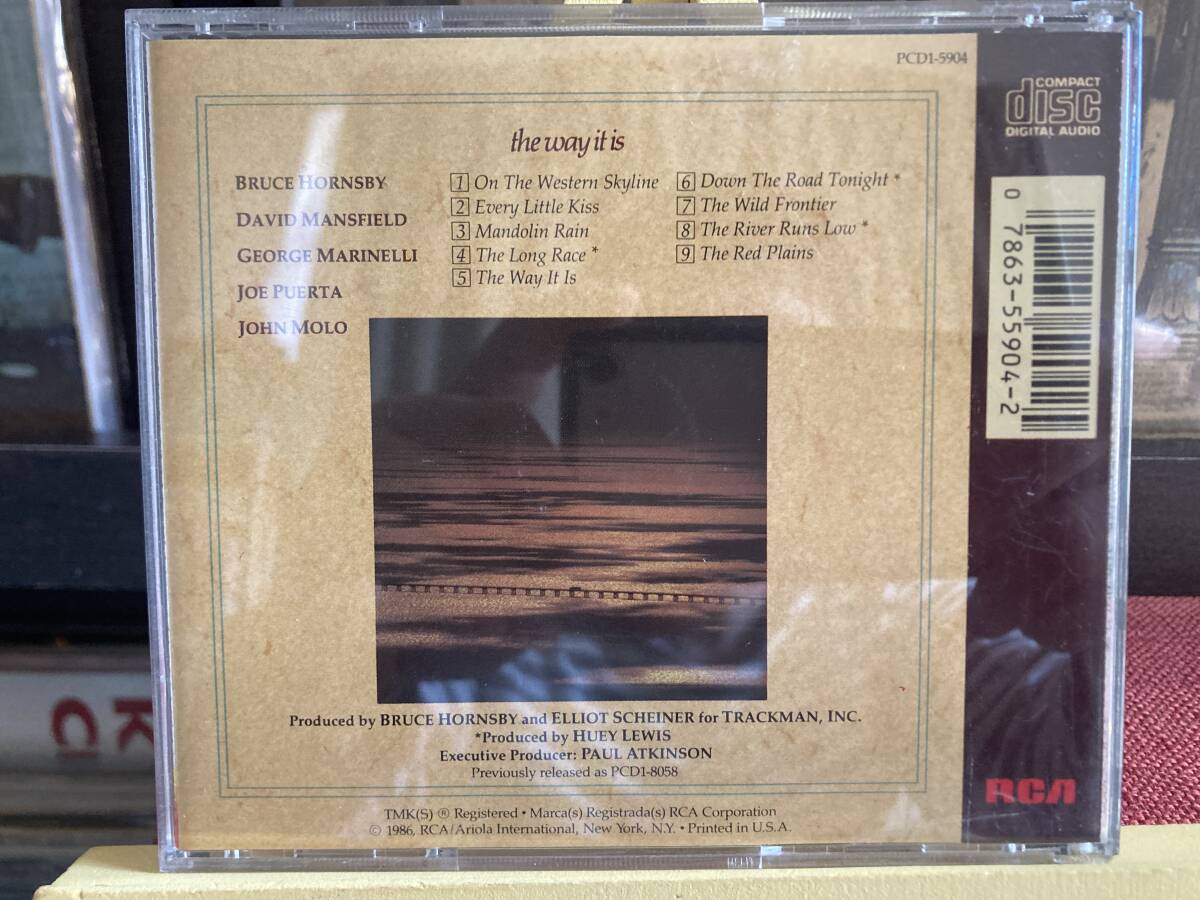 PCD1-5904
COMPACT
disc
DIGITAL AUDIO
the way it is
BRUCE HORNSBY
DAVID MANSFIELD
GEORGE MARINELLI
JOE PUERTA
JOHN MOLO
1 On The Western Skyline
2 Every Little Kiss
3 Mandolin Rain
4 The Long Race *
5 The Way It Is
6 Down The Road Tonight *
7 The Wild Frontier
8 The River Runs Low *
9 The Red Plains
0 7863-55904-2
Produced by BRUCE HORNSBY and ELLIOT SCHEINER for TRACKMAN, INC.
*Produced by HUEY LEWIS
Executive Producer: PAUL ATKINSON
Previously released as PCD1-8058
TMK(S) ® Registered • Marca(s) Registrada(s) RCA Corporation
© 1986, RCA/Ariola International, New York, N.Y. • Printed in U.S.A.
RCA